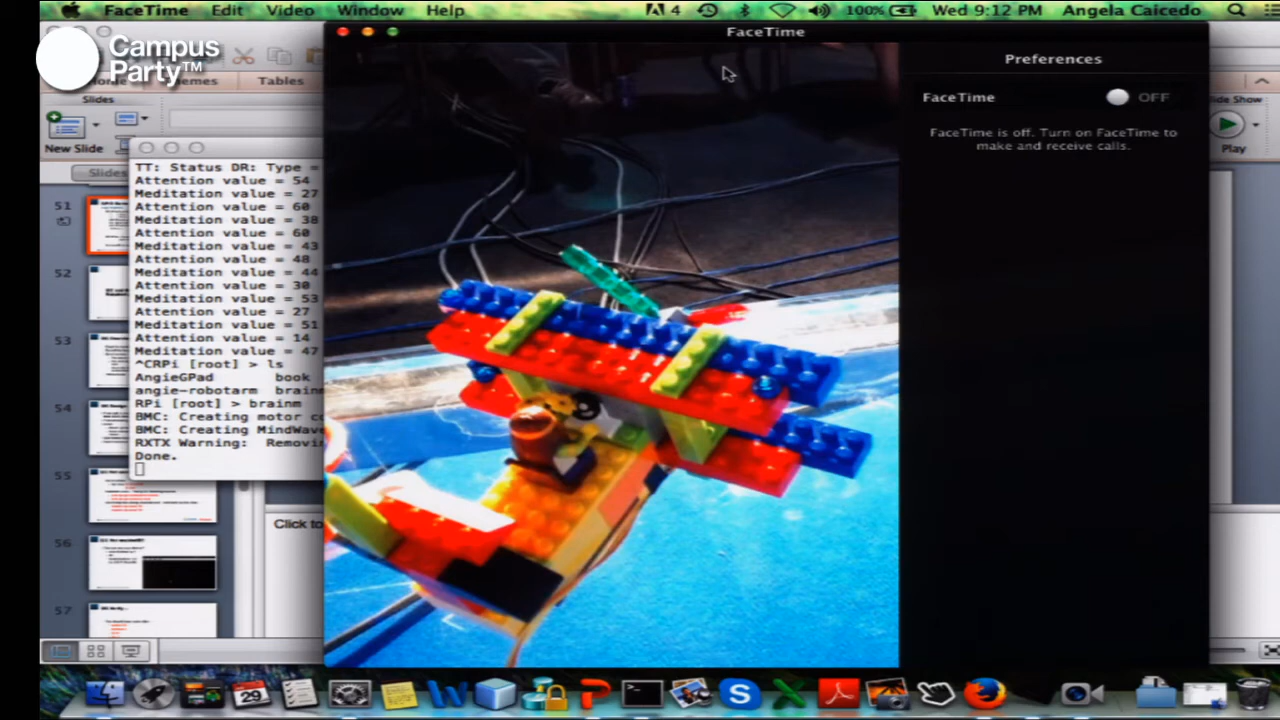 Campus
Party™
FaceTime Edit Video Window Help
4
100%
Wed 9:12 PM Angela Caicedo
FaceTime
Preferences
FaceTime OFF
FaceTime is off. Turn on FaceTime to
make and receive calls.
Tables
Slides
New Slide
Slides
Slide Show
Play
TT: Status DR: Type =
Attention value = 54
Meditation value = 27
Attention value = 60
Meditation value = 38
Attention value = 60
Meditation value = 43
Attention value = 48
Meditation value = 44
Attention value = 30
Meditation value = 53
Attention value = 27
Meditation value = 51
Attention value = 14
Meditation value = 47
^CRPi [root] > ls
AngieGPad book
angie-robotarm
RPi [root] > brainm
BMC: Creating motor
BMC: Creating MindWave
RXTX Warning:
Done.
51
52
53
54
55
56
57
Click to
29